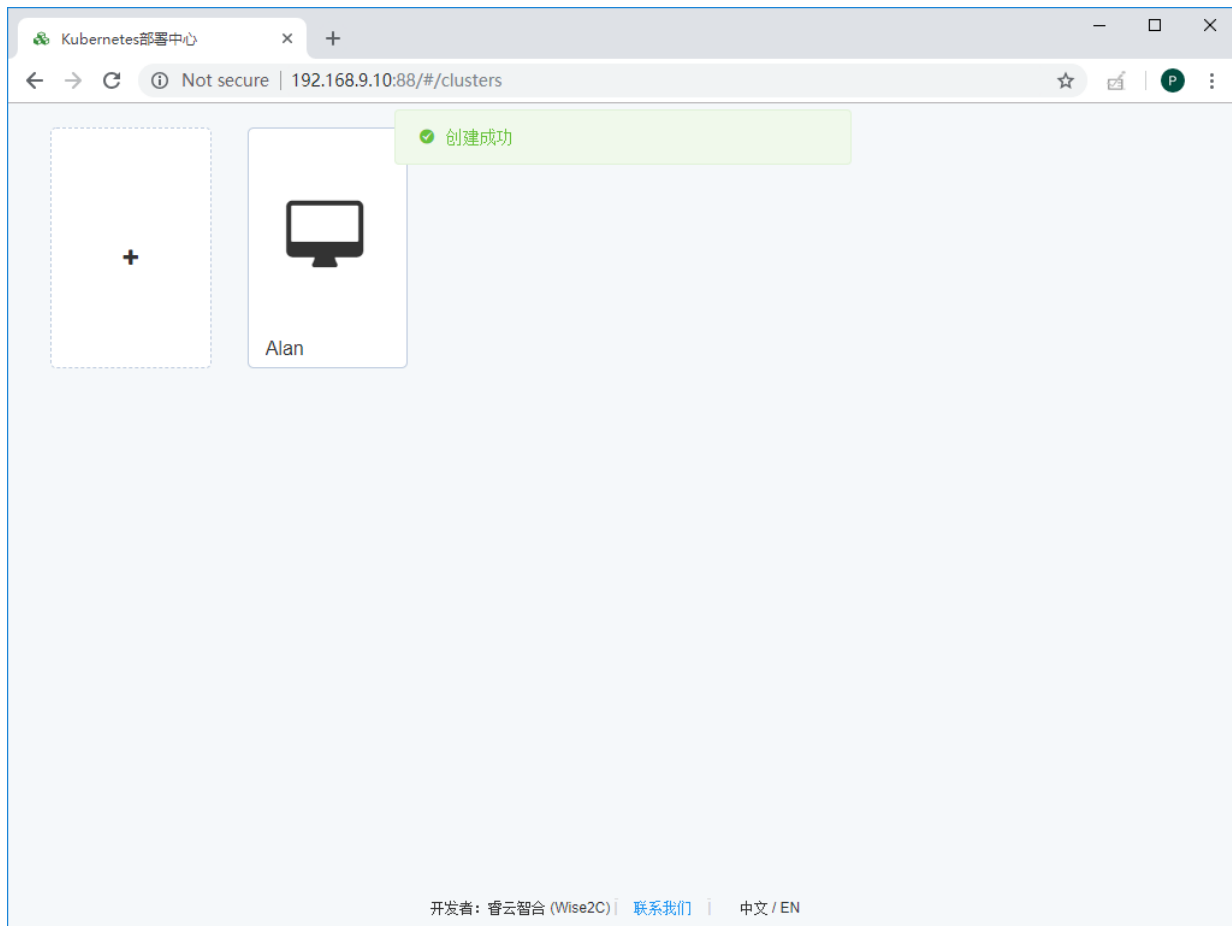 Kubernetes部署中心
Not secure | 192.168.9.10:88/#/clusters
P
创建成功
Alan
开发者：睿云智合 (Wise2C) 联系我们 中文 / EN